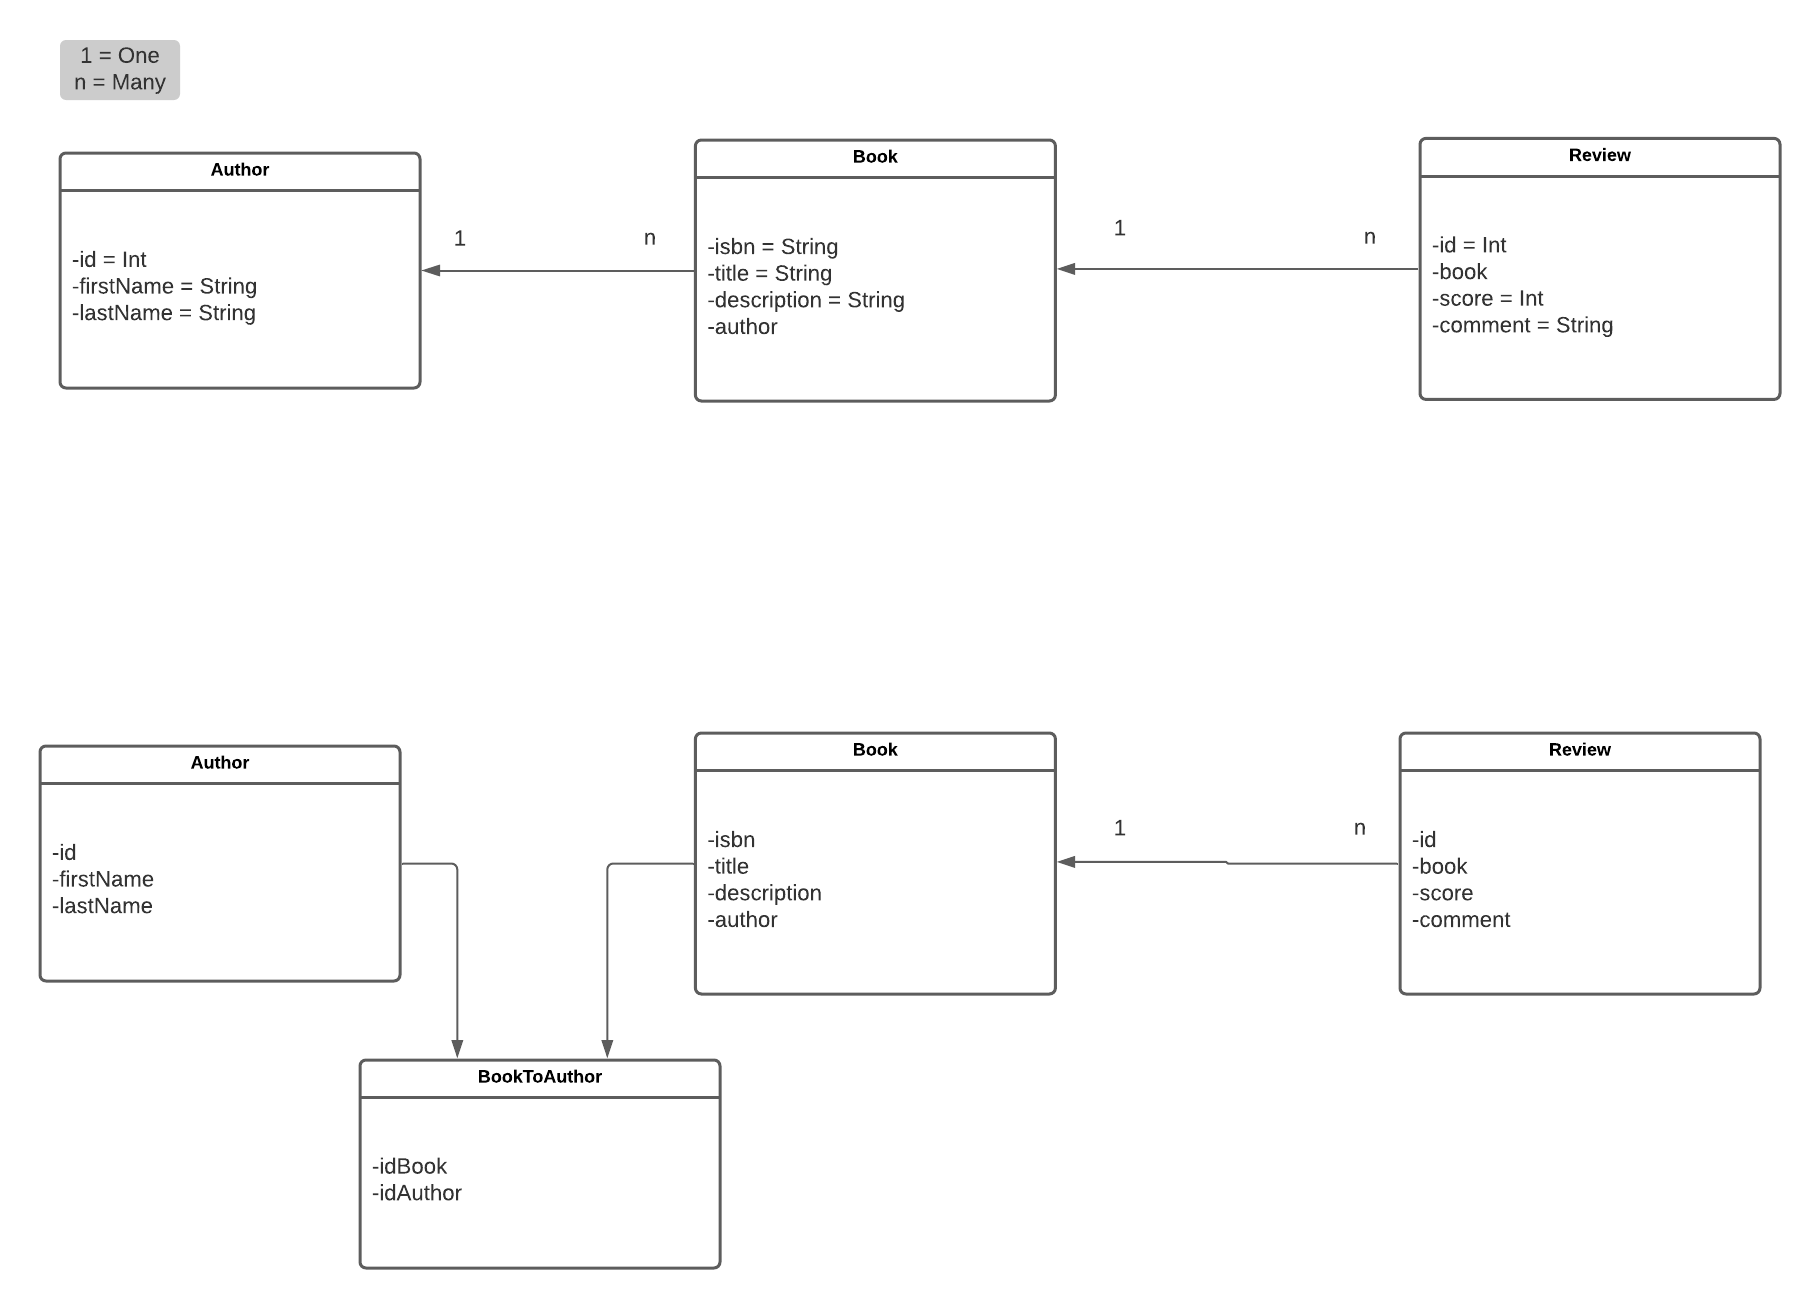 1 = One
n = Many
Author
-id = Int
-firstName = String
-lastName = String
1
n
Book
-isbn = String
-title = String
-description = String
-author
1
n
Review
-id = Int
-book
-score = Int
-comment = String
Author
-id
-firstName
-lastName
Book
-isbn
-title
-description
-author
1
n
Review
-id
-book
-score
-comment
BookToAuthor
-idBook
-idAuthor